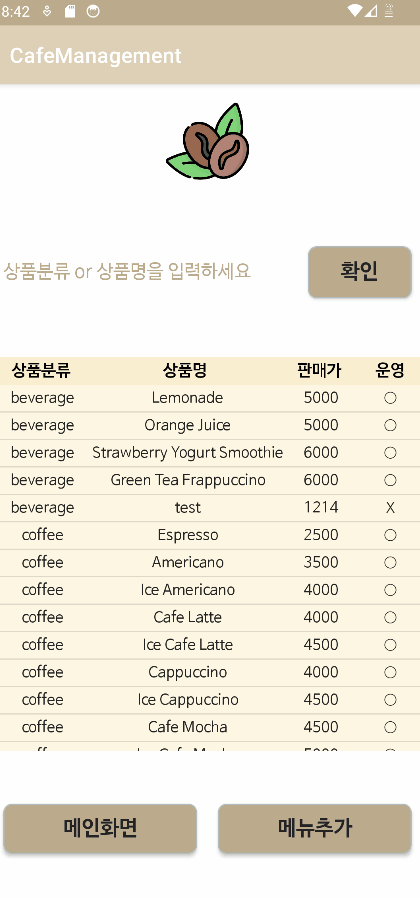 8:42
CafeManagement
상품분류 or 상품명을 입력하세요
확인
상품분류 상품명 판매가 운영
beverage Lemonade 5000 ○
beverage Orange Juice 5000 ○
beverage Strawberry Yogurt Smoothie 6000 ○
beverage Green Tea Frappuccino 6000 ○
beverage test 1214 X
coffee Espresso 2500 ○
coffee Americano 3500 ○
coffee Ice Americano 4000 ○
coffee Cafe Latte 4000 ○
coffee Ice Cafe Latte 4500 ○
coffee Cappuccino 4000 ○
coffee Ice Cappuccino 4500 ○
coffee Cafe Mocha 4500 ○
메인화면 메뉴추가